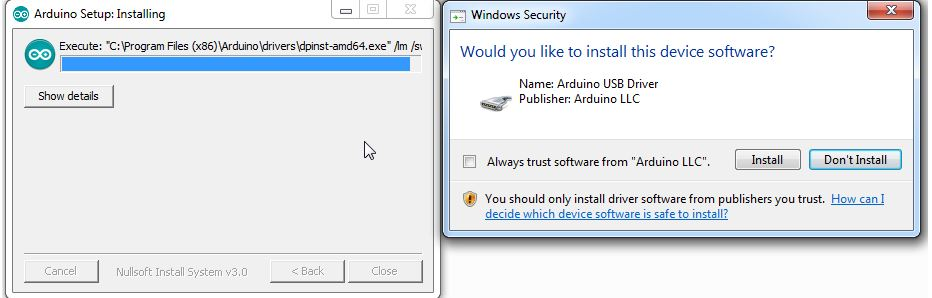 Arduino Setup: Installing
Execute: "C:\Program Files (x86)\Arduino\drivers\dpinst-amd64.exe" /lm /sw
Show details
Cancel
Nullsoft Install System v3.0
< Back
Close
Windows Security
Would you like to install this device software?
Name: Arduino USB Driver
Publisher: Arduino LLC
Always trust software from "Arduino LLC".
Install
Don't Install
You should only install driver software from publishers you trust. How can I
decide which device software is safe to install?